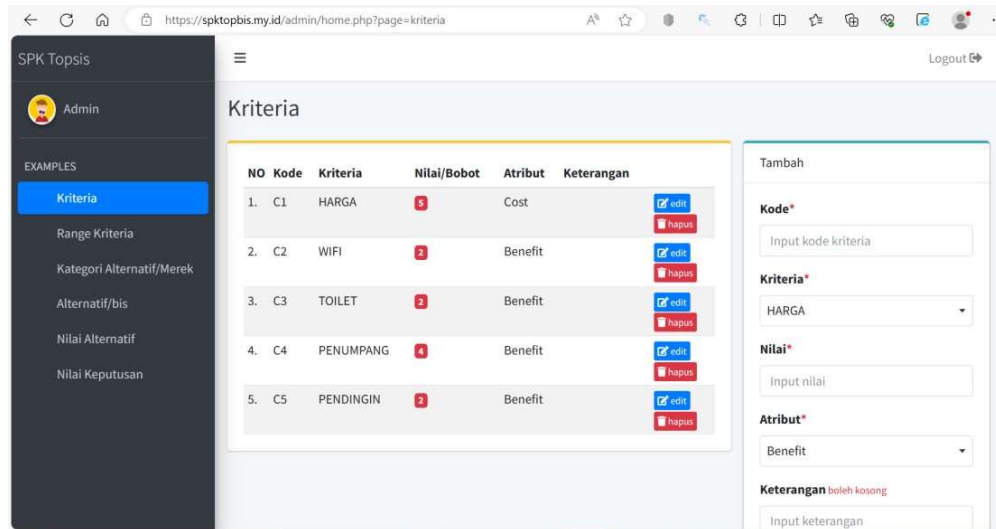 https://spktopbis.my.id/admin/home.php?page=kriteria
SPK Topsis
Logout
Admin
Kriteria
EXAMPLES
Kriteria
Range Kriteria
Kategori Alternatif/Merek
Alternatif/bis
Nilai Alternatif
Nilai Keputusan
NO Kode Kriteria Nilai/Bobot Atribut Keterangan
1. C1 HARGA 5 Cost edit
hapus
2. C2 WIFI 2 Benefit edit
hapus
3. C3 TOILET 2 Benefit edit
hapus
4. C4 PENUMPANG 4 Benefit edit
hapus
5. C5 PENDINGIN 2 Benefit edit
hapus
Tambah
Kode*
Input kode kriteria
Kriteria*
HARGA
Nilai*
Input nilai
Atribut*
Benefit
Keterangan boleh kosong
Input keterangan